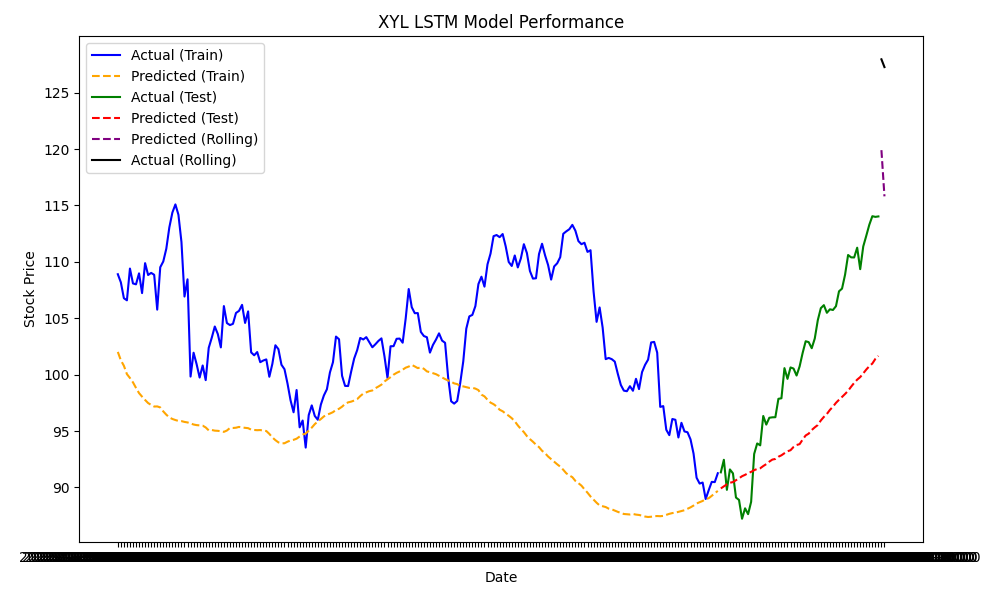 XYL LSTM Model Performance
Actual (Train)
Predicted (Train)
Actual (Test)
Predicted (Test)
Predicted (Rolling)
Actual (Rolling)
125
120
115
110
105
100
95
90
Stock Price
Date